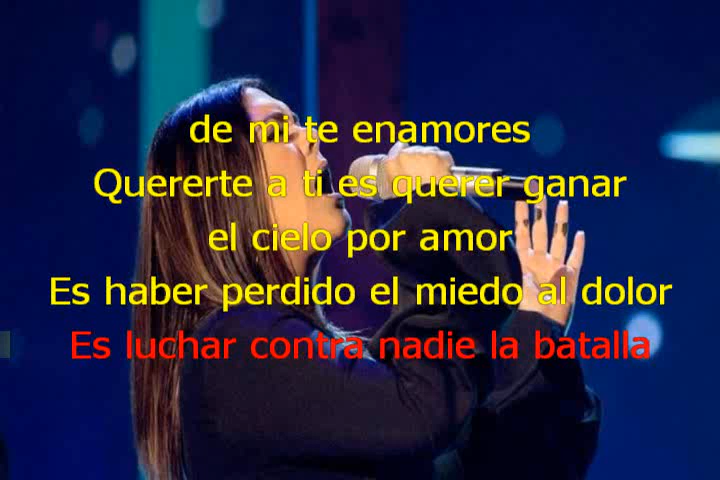 de mi te enamores
Quererte a ti es querer ganar
el cielo por amor
Es haber perdido el miedo al dolor
Es luchar contra nadie la batalla